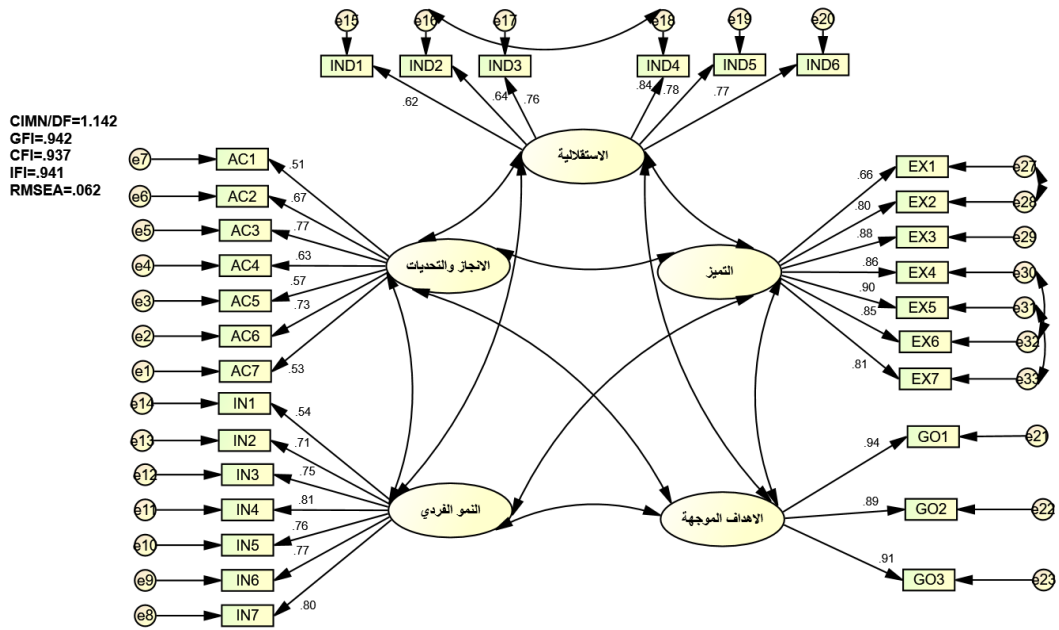 e15 e16 e17 e18 e19 e20
IND1 IND2 IND3 IND4 IND5 IND6
.62 .64 .76 .84 .78 .77
CIMN/DF=1.142
GFI=.942
CFI=.937
IFI=.941
RMSEA=.062
الاستقلالية
e7 AC1 .51
e6 AC2 .67
e5 AC3 .77
e4 AC4 .63
e3 AC5 .57
e2 AC6 .73
e1 AC7 .53
الانجاز والتحديات
التميز
.66 EX1 e27
.80 EX2 e28
.88 EX3 e29
.86 EX4 e30
.90 EX5 e31
.85 EX6 e32
.81 EX7 e33
e14 IN1 .54
e13 IN2 .71
e12 IN3 .75
e11 IN4 .81
e10 IN5 .76
e9 IN6 .77
e8 IN7 .80
النمو الفردي
الاهداف الموجهة
.94 GO1 e21
.89 GO2 e22
.91 GO3 e23